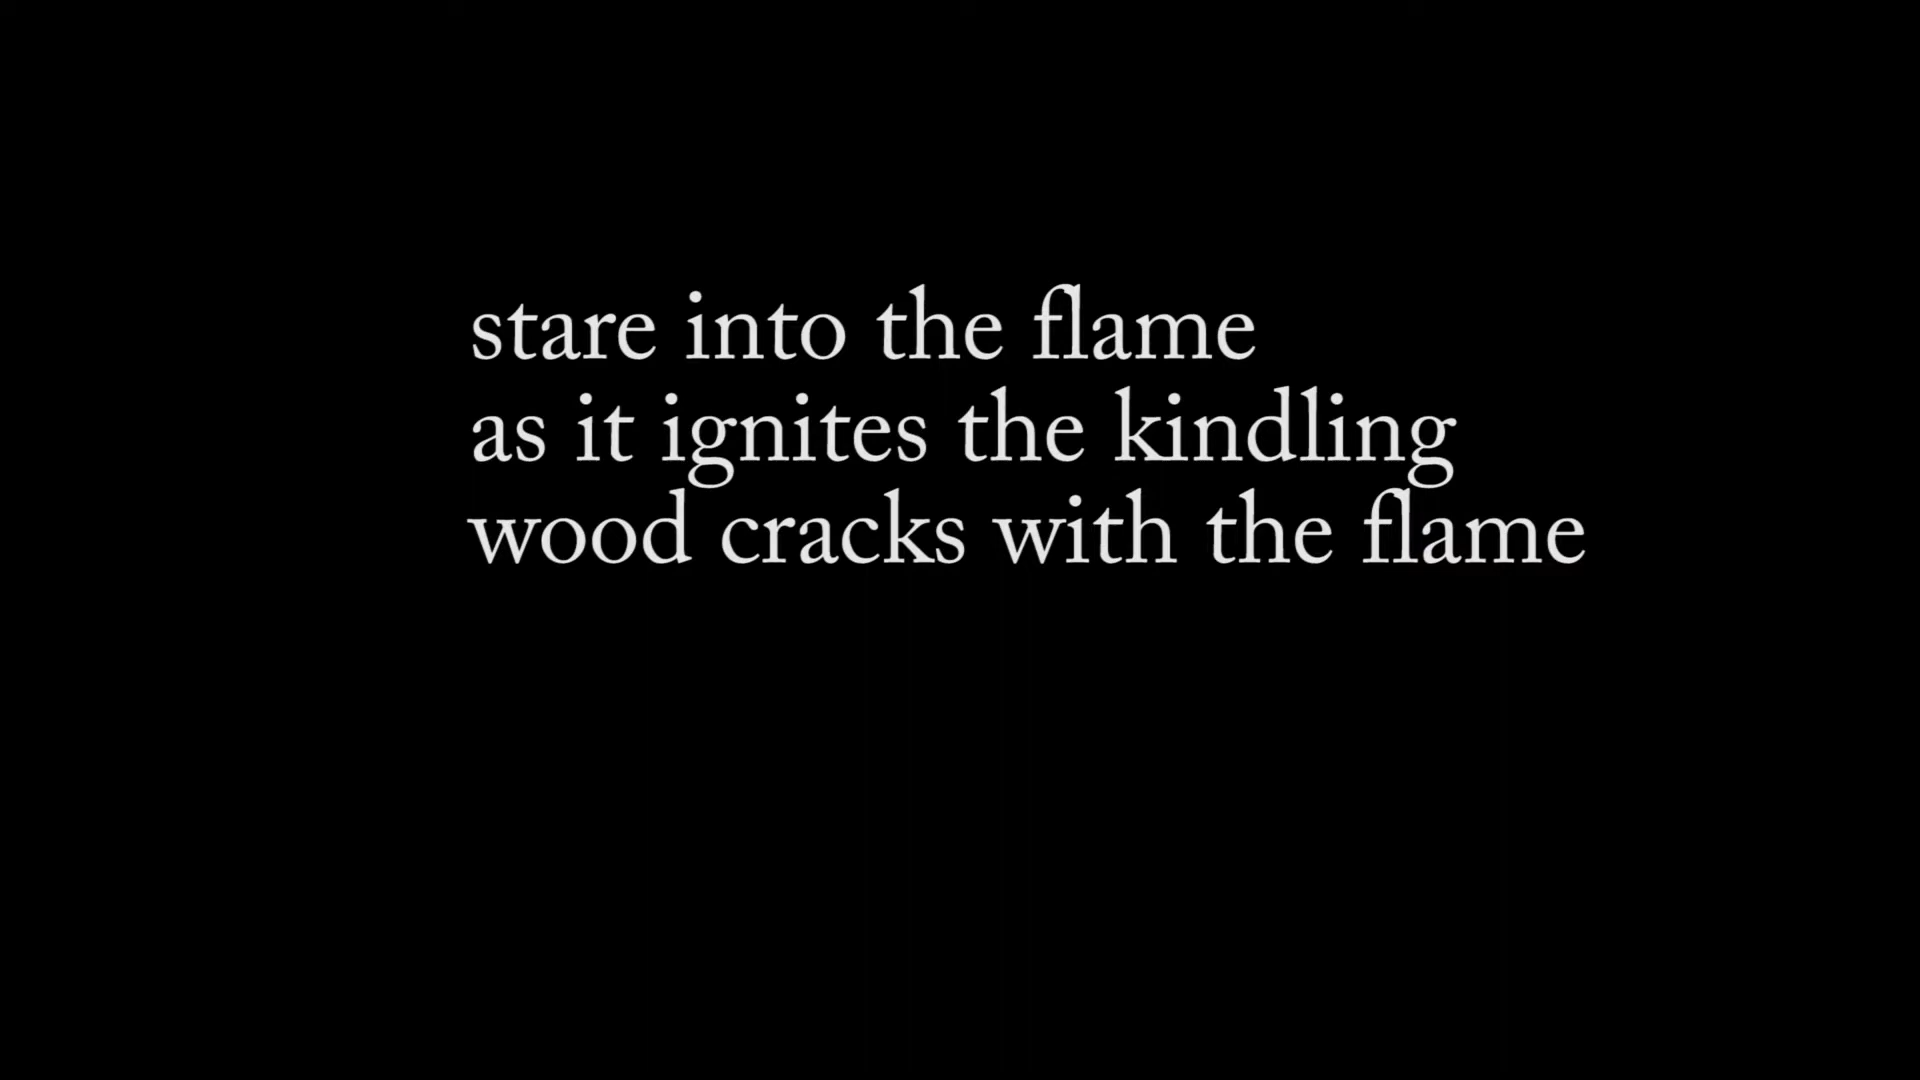 stare into the flame
as it ignites the kindling
wood cracks with the flame